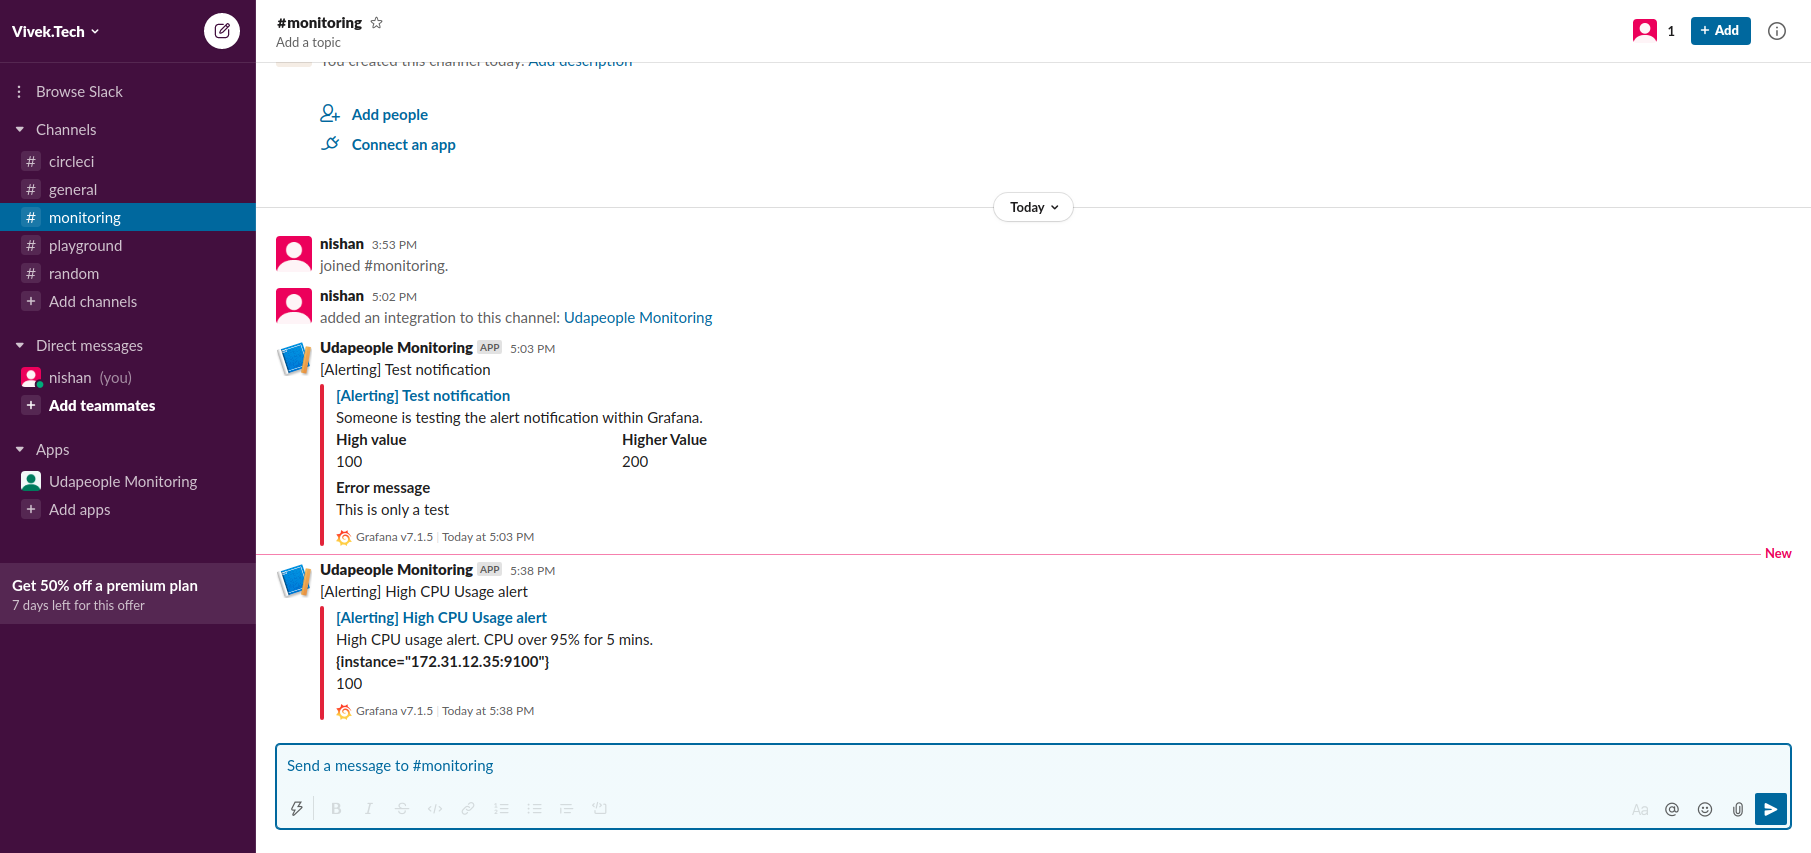 Vivek.Tech
Browse Slack
Channels
# circleci
# general
# monitoring
# playground
# random
+ Add channels
Direct messages
nishan (you)
+ Add teammates
Apps
Udapeople Monitoring
+ Add apps
Get 50% off a premium plan
7 days left for this offer
#monitoring
Add a topic
1
+ Add
You created this channel today. Add description
Add people
Connect an app
Today
nishan 3:53 PM
joined #monitoring.
nishan 5:02 PM
added an integration to this channel: Udapeople Monitoring
Udapeople Monitoring APP 5:03 PM
[Alerting] Test notification
[Alerting] Test notification
Someone is testing the alert notification within Grafana.
High value Higher Value
100 200
Error message
This is only a test
Grafana v7.1.5 | Today at 5:03 PM
New
Udapeople Monitoring APP 5:38 PM
[Alerting] High CPU Usage alert
[Alerting] High CPU Usage alert
High CPU usage alert. CPU over 95% for 5 mins.
{instance="172.31.12.35:9100"}
100
Grafana v7.1.5 | Today at 5:38 PM
Send a message to #monitoring
B I S </> Aa @